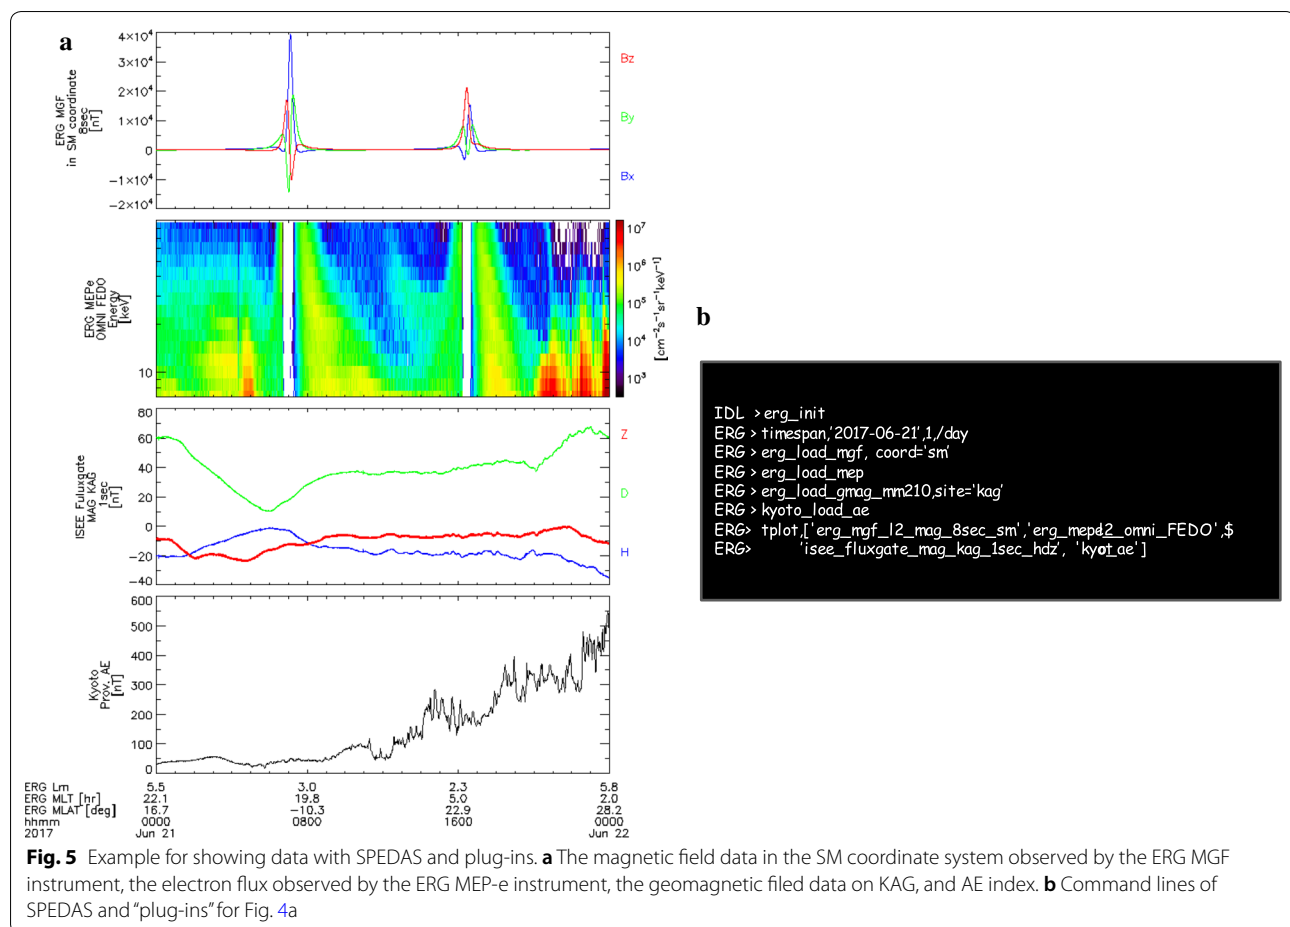 a
4×10⁴
3×10⁴
2×10⁴
1×10⁴
0
−1×10⁴
−2×10⁴
ERG MGF
in SM coordinate
8sec
[nT]
Bz
By
Bx
ERG MEPe
OMNI FEDO
Energy
[keV]
10
10⁷
10⁶
10⁵
10⁴
10³
[cm⁻²s⁻¹sr⁻¹keV⁻¹]
80
60
40
20
0
−20
−40
ISEE Fuluxgate
MAG KAG
1sec
[nT]
Z
D
H
600
500
400
300
200
100
0
Kyoto
Prov. AE
[nT]
ERG Lm 5.5 3.0 2.3 5.8
ERG MLT [hr] 22.1 19.8 5.0 2.0
ERG MLAT [deg] 16.7 −10.3 22.9 28.2
hhmm 0000 0800 1600 0000
2017 Jun 21 Jun 22
b
IDL >erg_init
ERG > timespan,'2017-06-21',1,/day
ERG > erg_load_mgf, coord='sm'
ERG > erg_load_mep
ERG > erg_load_gmag_mm210,site='kag'
ERG > kyoto_load_ae
ERG> tplot,['erg_mgf_l2_mag_8sec_sm','erg_mepe_l2_omni_FEDO',$
ERG> 'isee_fluxgate_mag_kag_1sec_hdz', 'kyoto_ae']
Fig. 5 Example for showing data with SPEDAS and plug-ins. a The magnetic field data in the SM coordinate system observed by the ERG MGF
instrument, the electron flux observed by the ERG MEP-e instrument, the geomagnetic filed data on KAG, and AE index. b Command lines of
SPEDAS and “plug-ins” for Fig. 4a